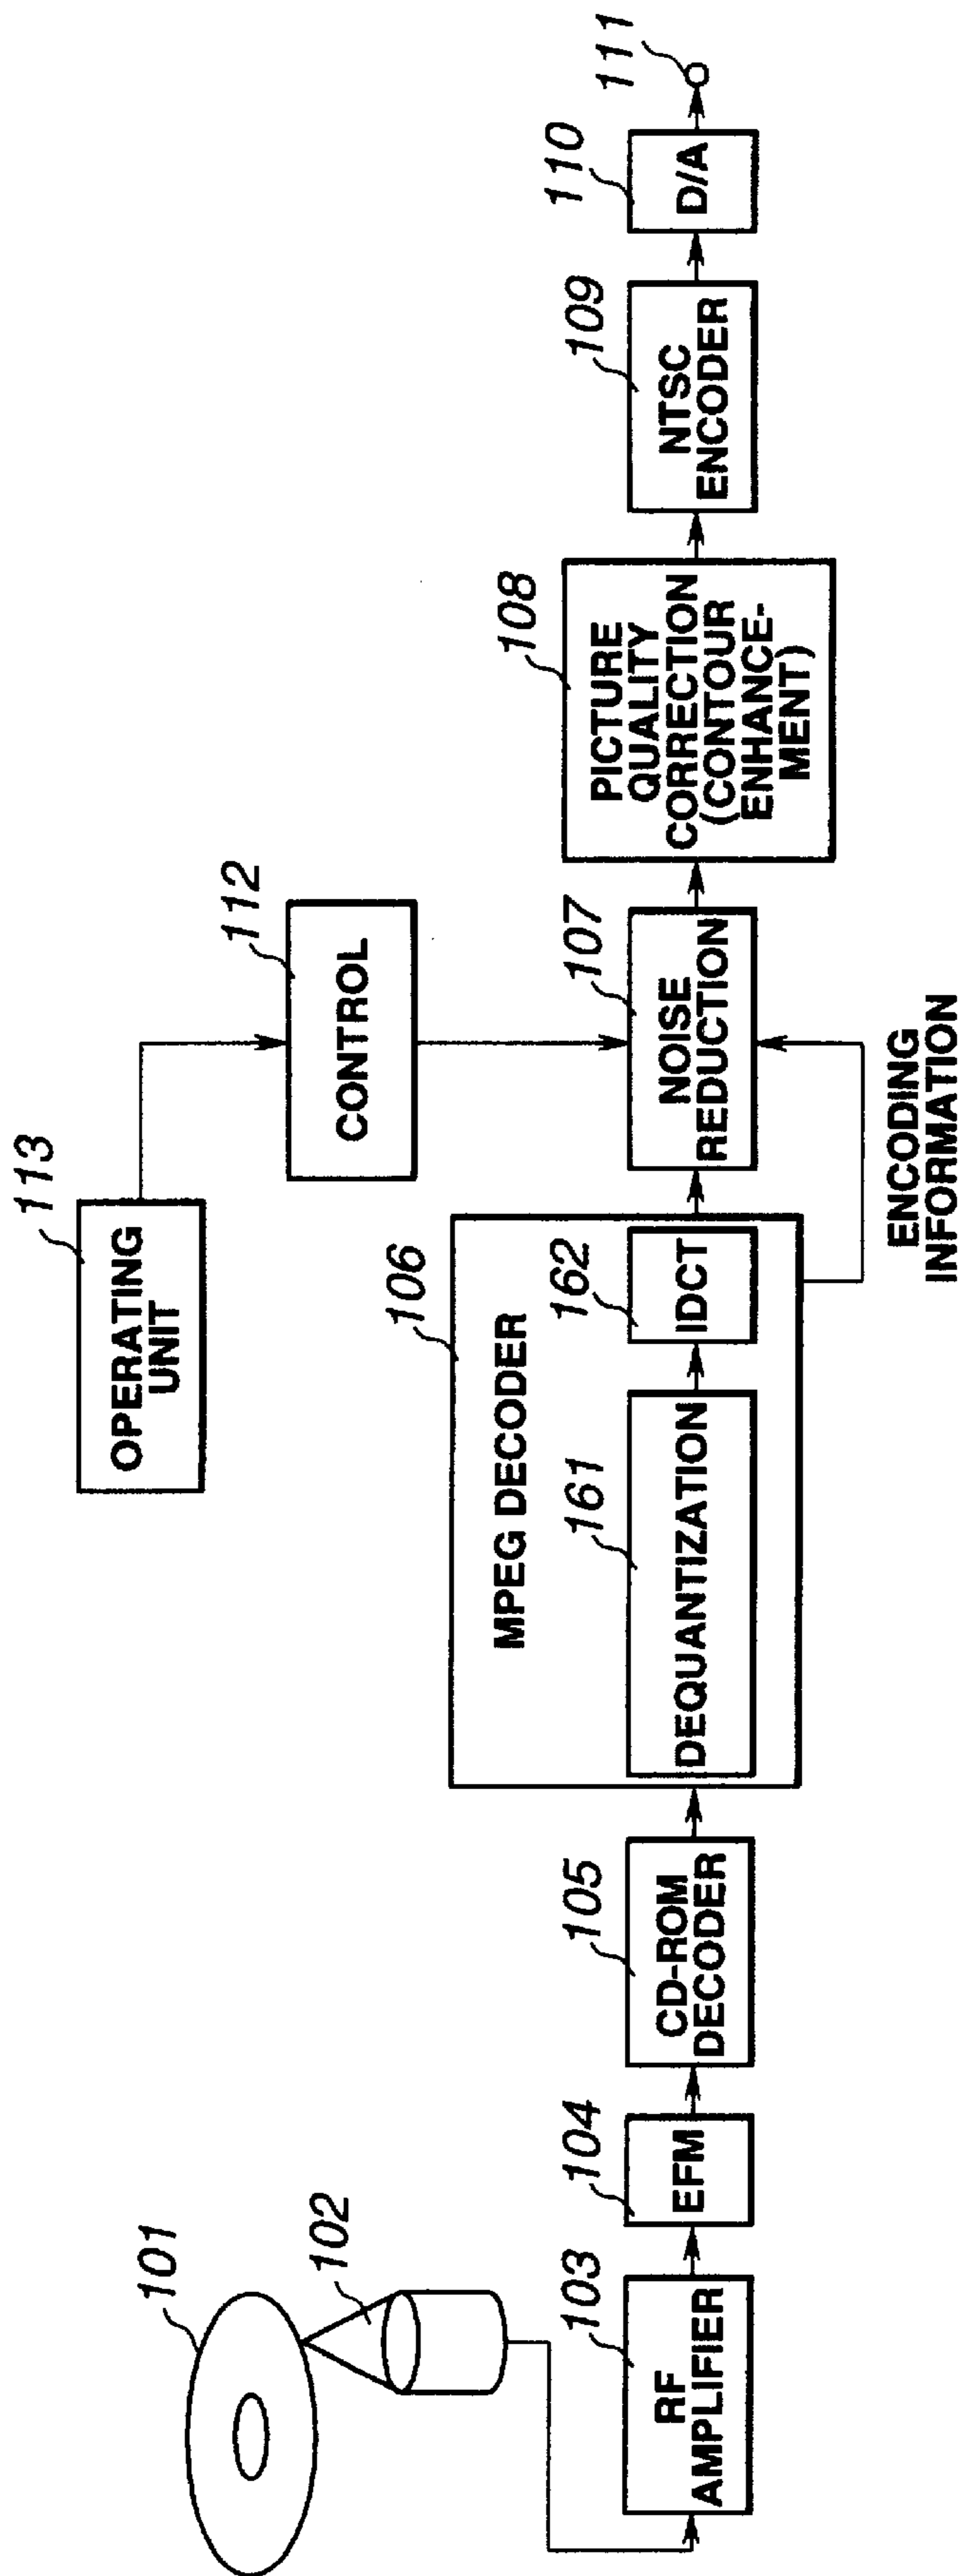 101
102
103
RF
AMPLIFIER
104
EFM
105
CD-ROM
DECODER
106
MPEG DECODER
161
DEQUANTIZATION
162
IDCT
ENCODING
INFORMATION
113
OPERATING
UNIT
112
CONTROL
107
NOISE
REDUCTION
108
PICTURE
QUALITY
CORRECTION
(CONTOUR
ENHANCE-
MENT)
109
NTSC
ENCODER
110
D/A
111